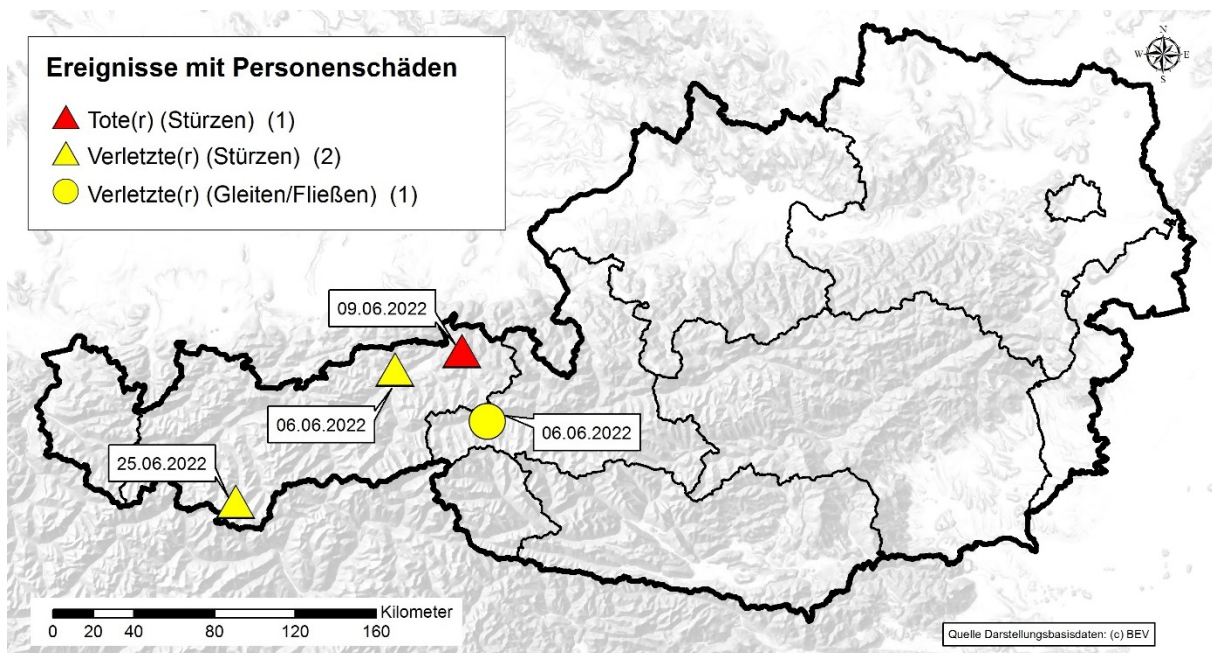 Ereignisse mit Personenschäden
Tote(r) (Stürzen) (1)
Verletzte(r) (Stürzen) (2)
Verletzte(r) (Gleiten/Fließen) (1)
N
W E
S
09.06.2022
06.06.2022
06.06.2022
25.06.2022
Kilometer
0 20 40 80 120 160
Quelle Darstellungsbasisdaten: (c) BEV